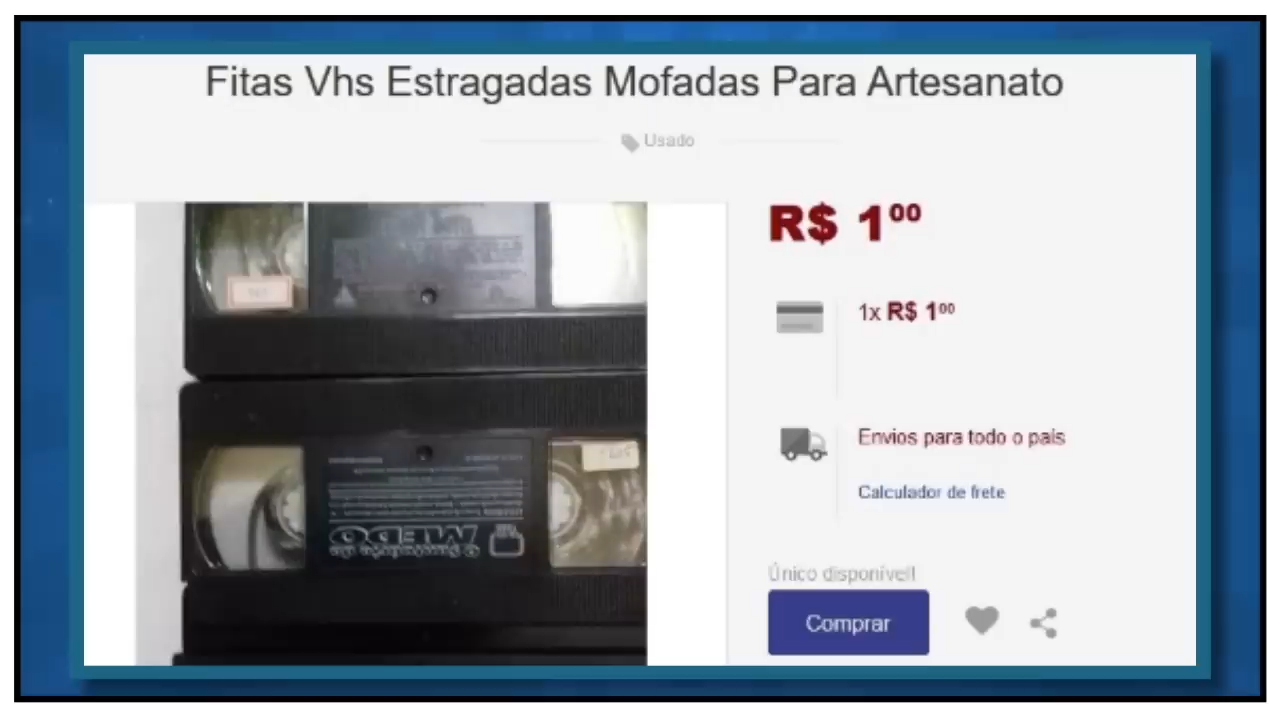 Fitas Vhs Estragadas Mofadas Para Artesanato
Usado
R$ 1⁰⁰
1x R$ 1⁰⁰
Envios para todo o país
Calculador de frete
Único disponível!
Comprar
MEDO